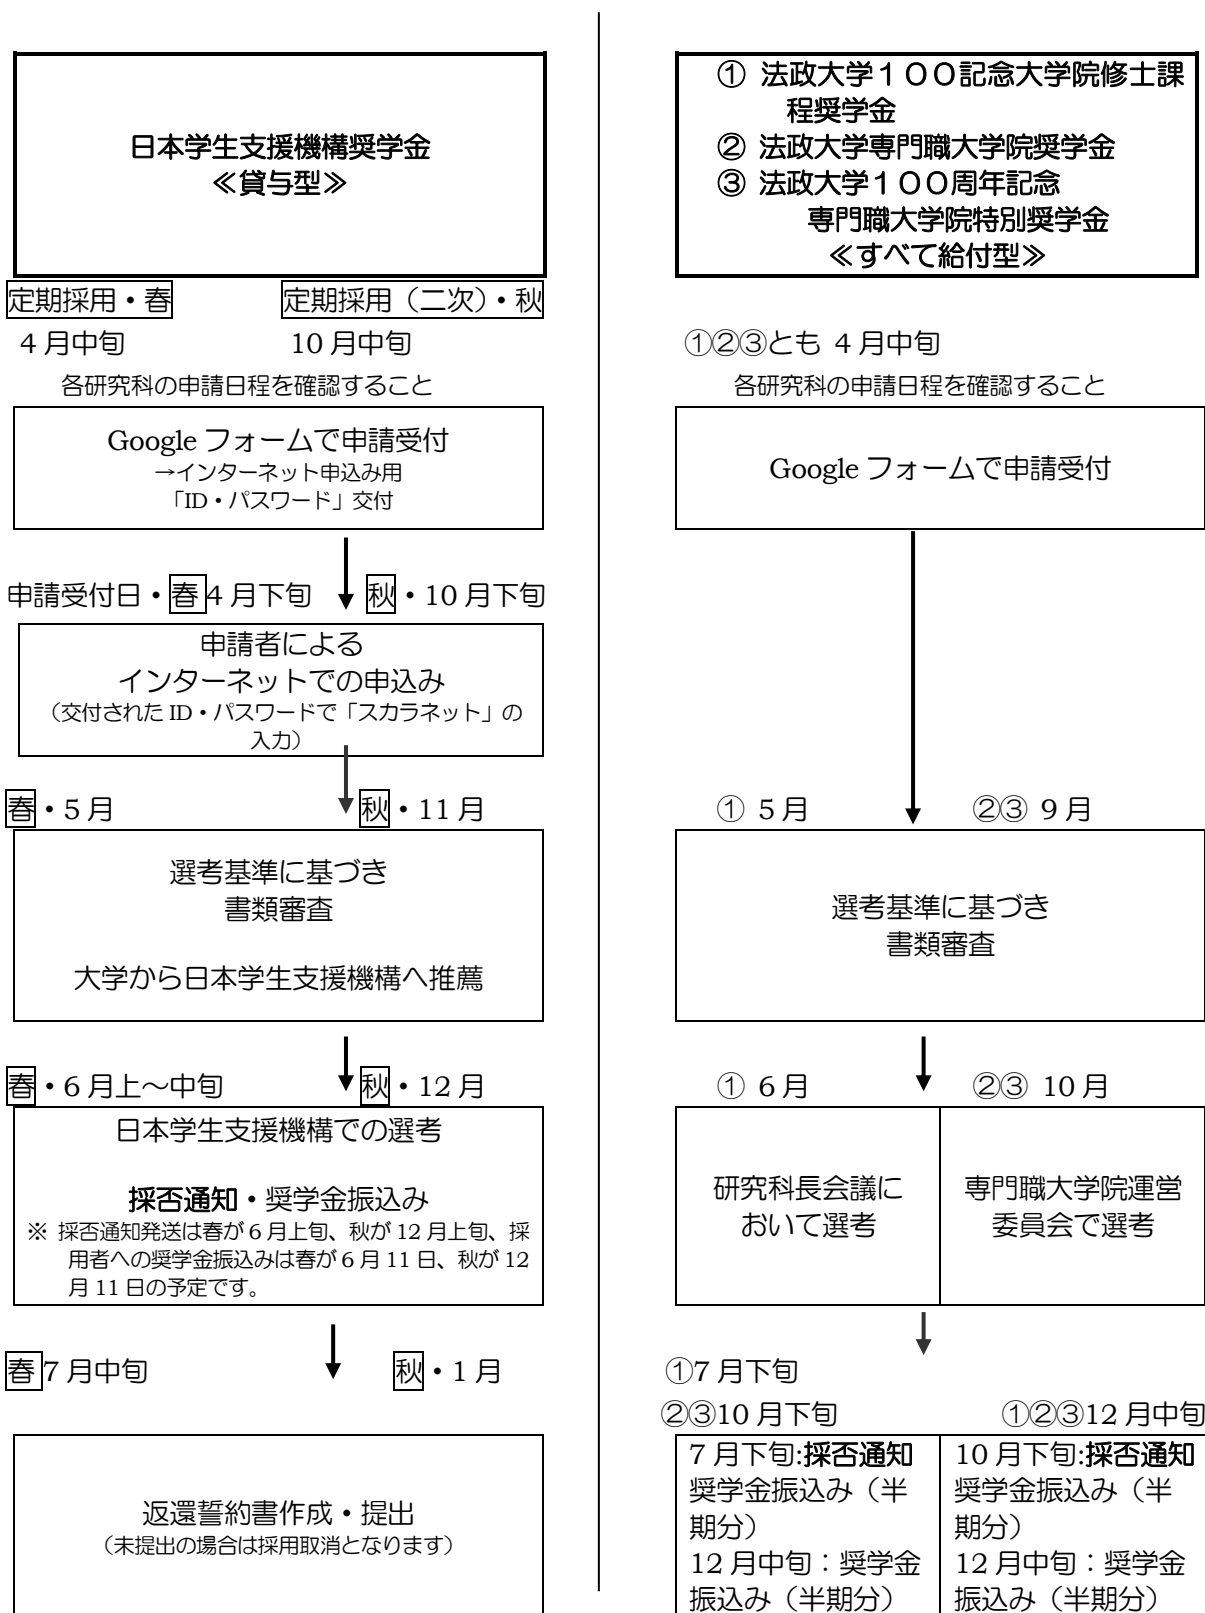 日本学生支援機構奨学金
≪貸与型≫
定期採用・春 定期採用（二次）・秋
4月中旬 10月中旬
各研究科の申請日程を確認すること
Google フォームで申請受付
→インターネット申込み用
「ID・パスワード」交付
申請受付日・春 4月下旬 秋・10月下旬
申請者による
インターネットでの申込み
（交付された ID・パスワードで「スカラネット」の
入力）
春・5月 秋・11月
選考基準に基づき
書類審査
大学から日本学生支援機構へ推薦
春・6月上～中旬 秋・12月
日本学生支援機構での選考
採否通知・奨学金振込み
※ 採否通知発送は春が6月上旬、秋が12月上旬、採
用者への奨学金振込みは春が6月11日、秋が12
月11日の予定です。
春 7月中旬 秋・1月
返還誓約書作成・提出
（未提出の場合は採用取消となります）
① 法政大学１００記念大学院修士課
程奨学金
② 法政大学専門職大学院奨学金
③ 法政大学１００周年記念
専門職大学院特別奨学金
≪すべて給付型≫
①②③とも 4月中旬
各研究科の申請日程を確認すること
Google フォームで申請受付
① 5月 ②③ 9月
選考基準に基づき
書類審査
① 6月 ②③ 10月
研究科長会議に
おいて選考
専門職大学院運営
委員会で選考
①7月下旬
②③10月下旬 ①②③12月中旬
7月下旬:採否通知
奨学金振込み（半
期分）
12月中旬：奨学金
振込み（半期分）
10月下旬:採否通知
奨学金振込み（半
期分）
12月中旬：奨学金
振込み（半期分）